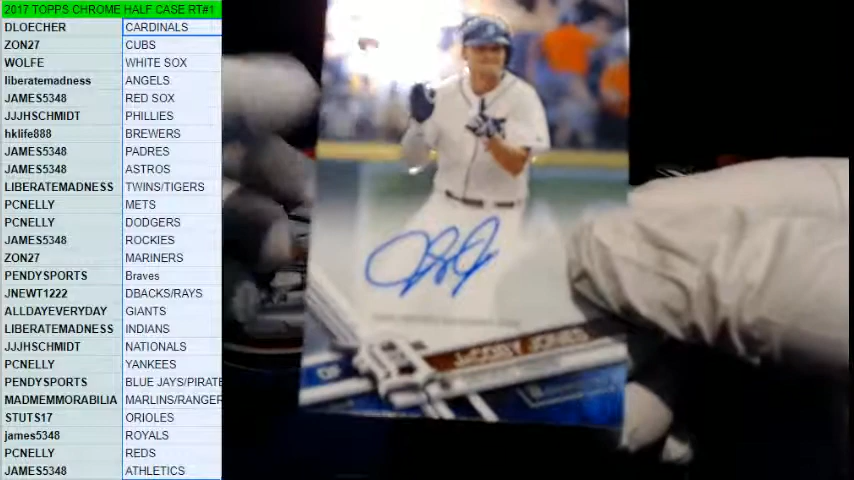 2017 TOPPS CHROME HALF CASE RT#1
DLOECHER CARDINALS
ZON27 CUBS
WOLFE WHITE SOX
liberatemadness ANGELS
JAMES5348 RED SOX
JJJHSCHMIDT PHILLIES
hklife888 BREWERS
JAMES5348 PADRES
JAMES5348 ASTROS
LIBERATEMADNESS TWINS/TIGERS
PCNELLY METS
PCNELLY DODGERS
JAMES5348 ROCKIES
ZON27 MARINERS
PENDYSPORTS Braves
JNEWT1222 DBACKS/RAYS
ALLDAYEVERYDAY GIANTS
LIBERATEMADNESS INDIANS
JJJHSCHMIDT NATIONALS
PCNELLY YANKEES
PENDYSPORTS BLUE JAYS/PIRATE
MADMEMMORABILIA MARLINS/RANGER
STUTS17 ORIOLES
james5348 ROYALS
PCNELLY REDS
JAMES5348 ATHLETICS
JACOBY JONES